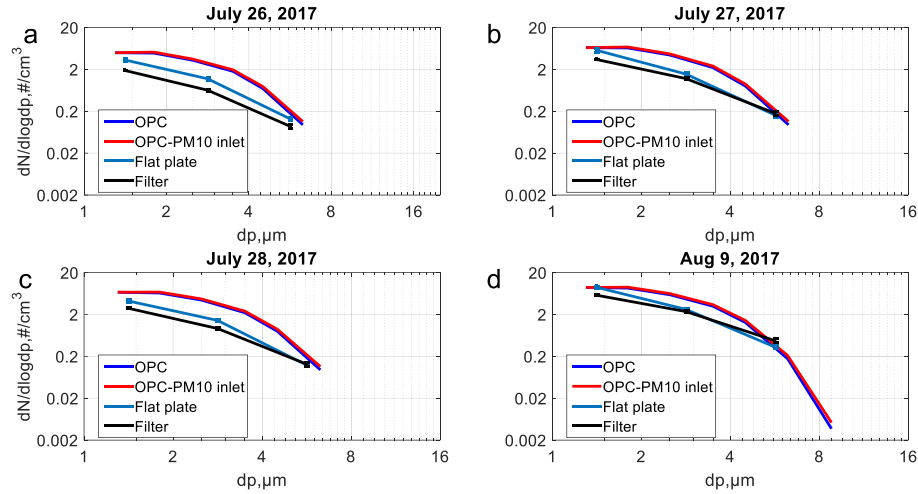 July 26, 2017
a
dN/dlogdp,#/cm³
20
2
0.2
0.02
0.002
OPC
OPC-PM10 inlet
Flat plate
Filter
1 2 4 8 16
dp,µm
July 27, 2017
b
20
2
0.2
0.02
0.002
OPC
OPC-PM10 inlet
Flat plate
Filter
1 2 4 8 16
dp,µm
July 28, 2017
c
dN/dlogdp,#/cm³
20
2
0.2
0.02
0.002
OPC
OPC-PM10 inlet
Flat plate
Filter
1 2 4 8 16
dp,µm
Aug 9, 2017
d
20
2
0.2
0.02
0.002
OPC
OPC-PM10 inlet
Flat plate
Filter
1 2 4 8 16
dp,µm